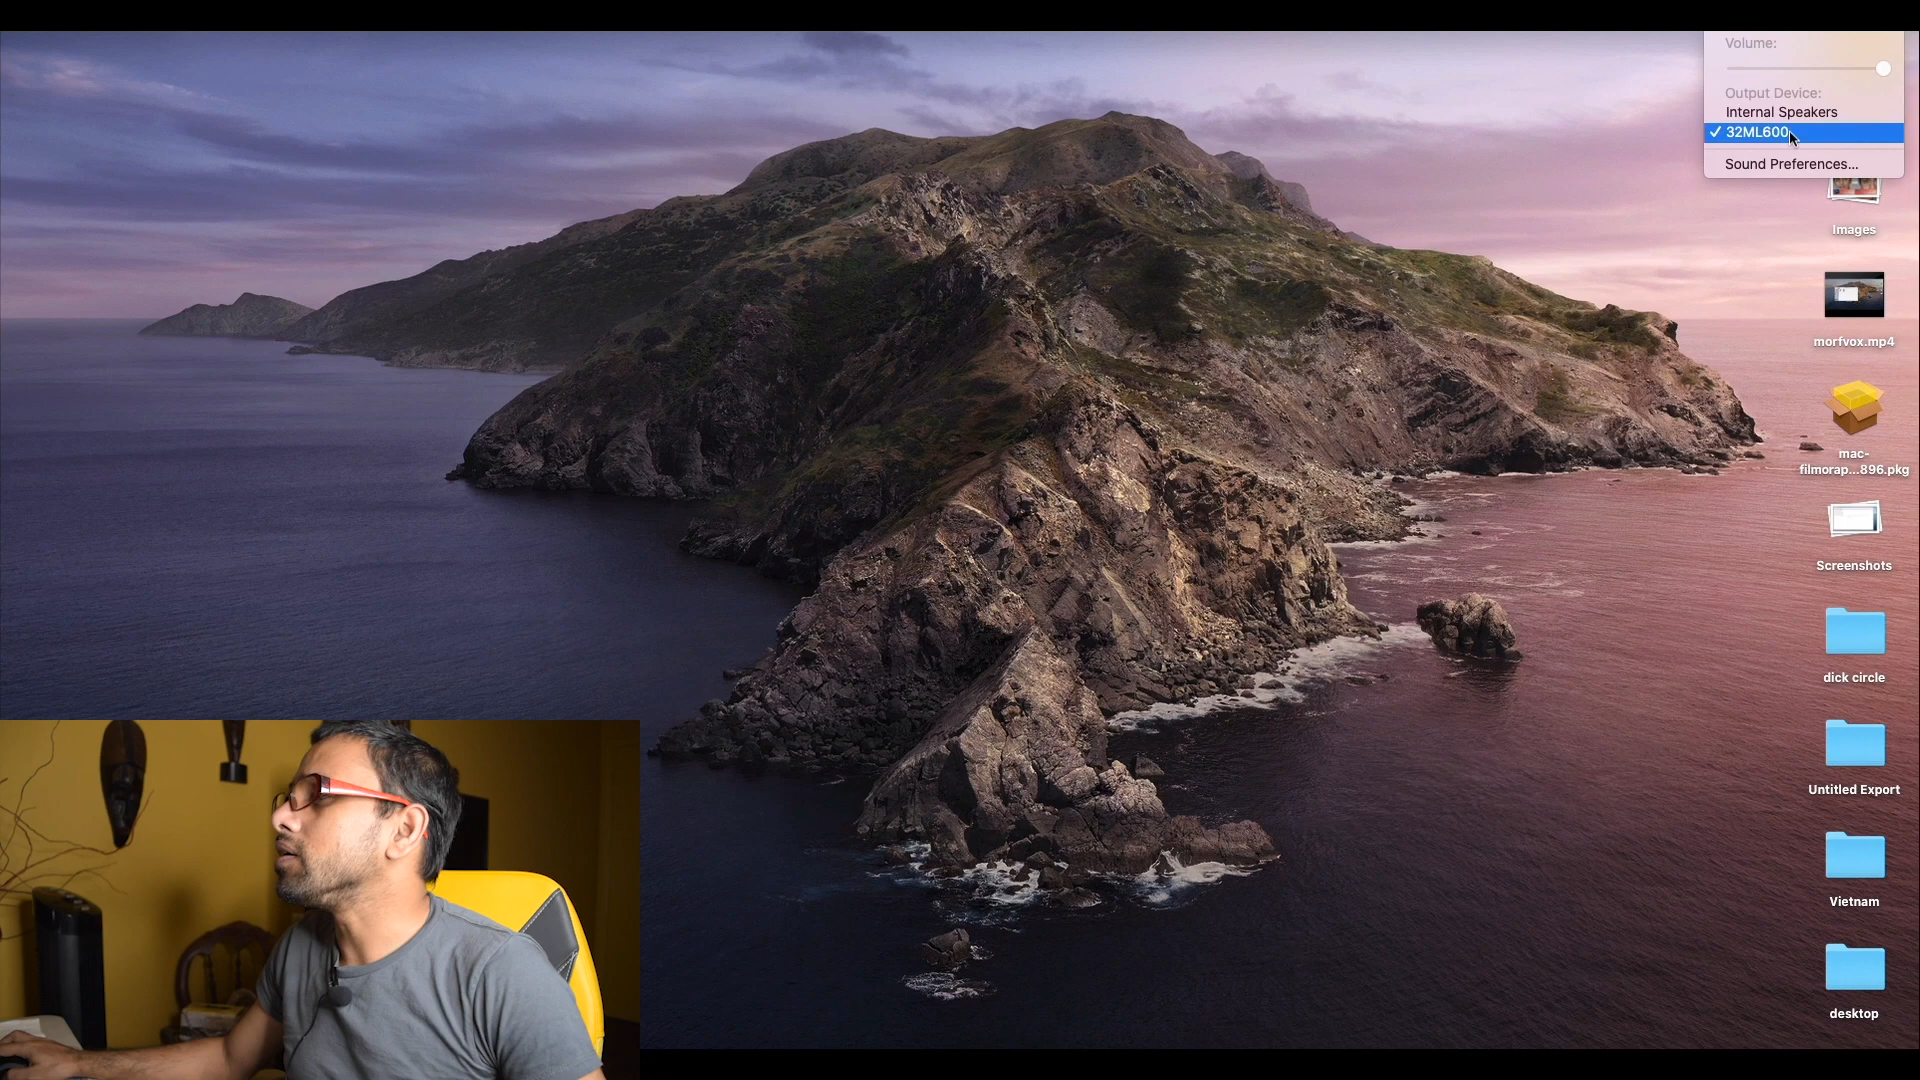 Volume:
Output Device:
Internal Speakers
✓ 32ML600
Sound Preferences...
Images
morfvox.mp4
mac-
filmorap...896.pkg
Screenshots
dick circle
Untitled Export
Vietnam
desktop